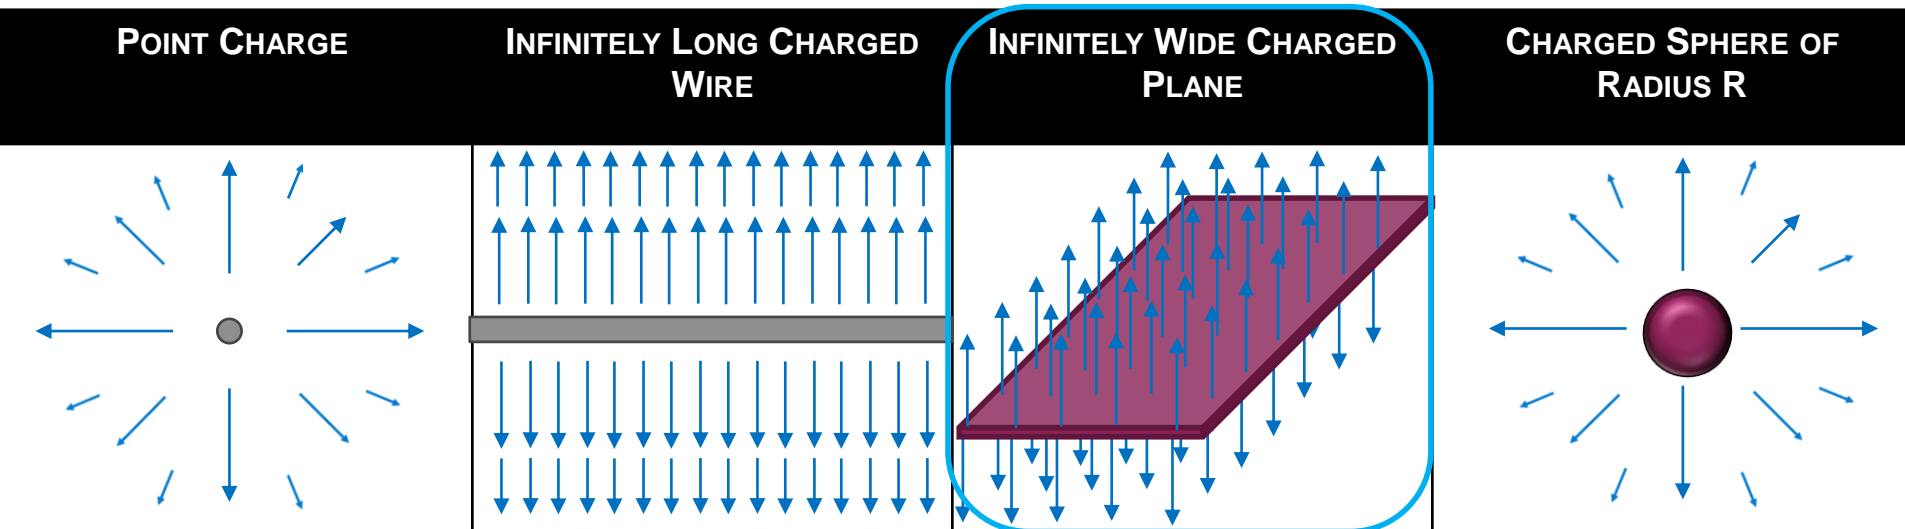 POINT CHARGE
INFINITELY LONG CHARGED
WIRE
INFINITELY WIDE CHARGED
PLANE
CHARGED SPHERE OF
RADIUS R